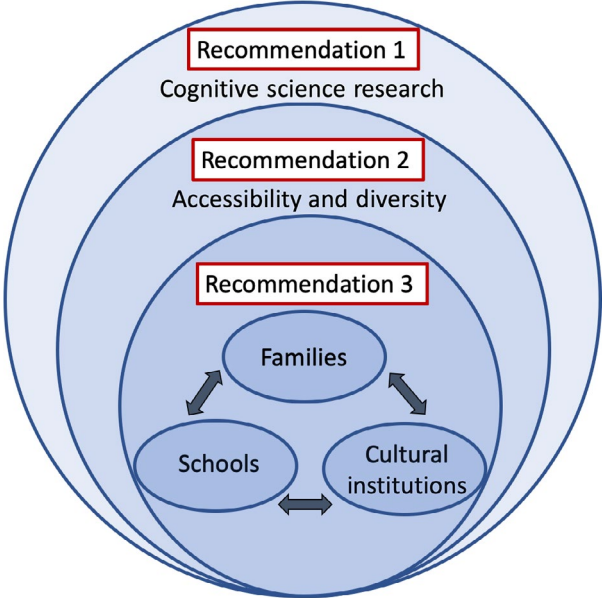 Recommendation 1
Cognitive science research
Recommendation 2
Accessibility and diversity
Recommendation 3
Families
Schools
Cultural
institutions